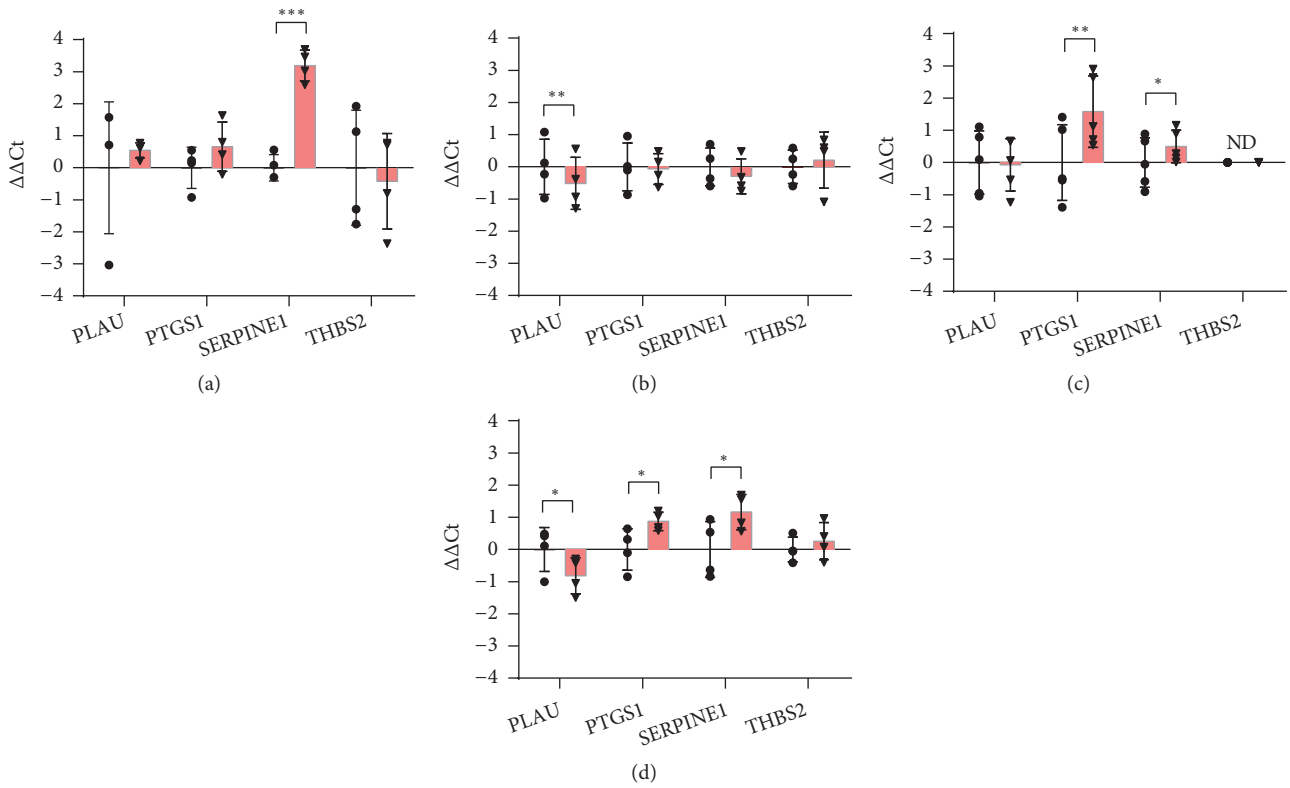 ***
4
3
2
1
0
−1
−2
−3
−4
ΔΔCt
PLAU
PTGS1
SERPINE1
THBS2
(a)
**
4
3
2
1
0
−1
−2
−3
−4
ΔΔCt
PLAU
PTGS1
SERPINE1
THBS2
(b)
**
*
ND
4
3
2
1
0
−1
−2
−3
−4
ΔΔCt
PLAU
PTGS1
SERPINE1
THBS2
(c)
*
*
*
4
3
2
1
0
−1
−2
−3
−4
ΔΔCt
PLAU
PTGS1
SERPINE1
THBS2
(d)